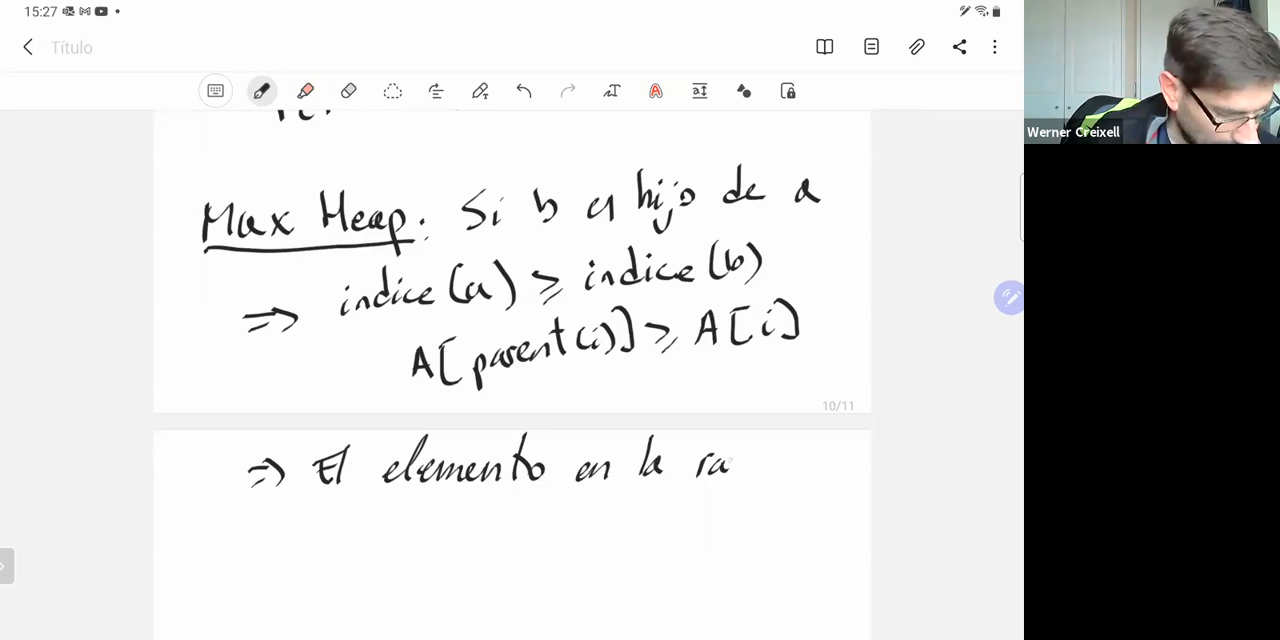 15:27
Título
Werner Creixell
Max Heap: Si b es hijo de a
⇒ indice(a) ≥ indice(b)
A[parent(i)] ≥ A[i]
10/11
⇒ El elemento en la ra